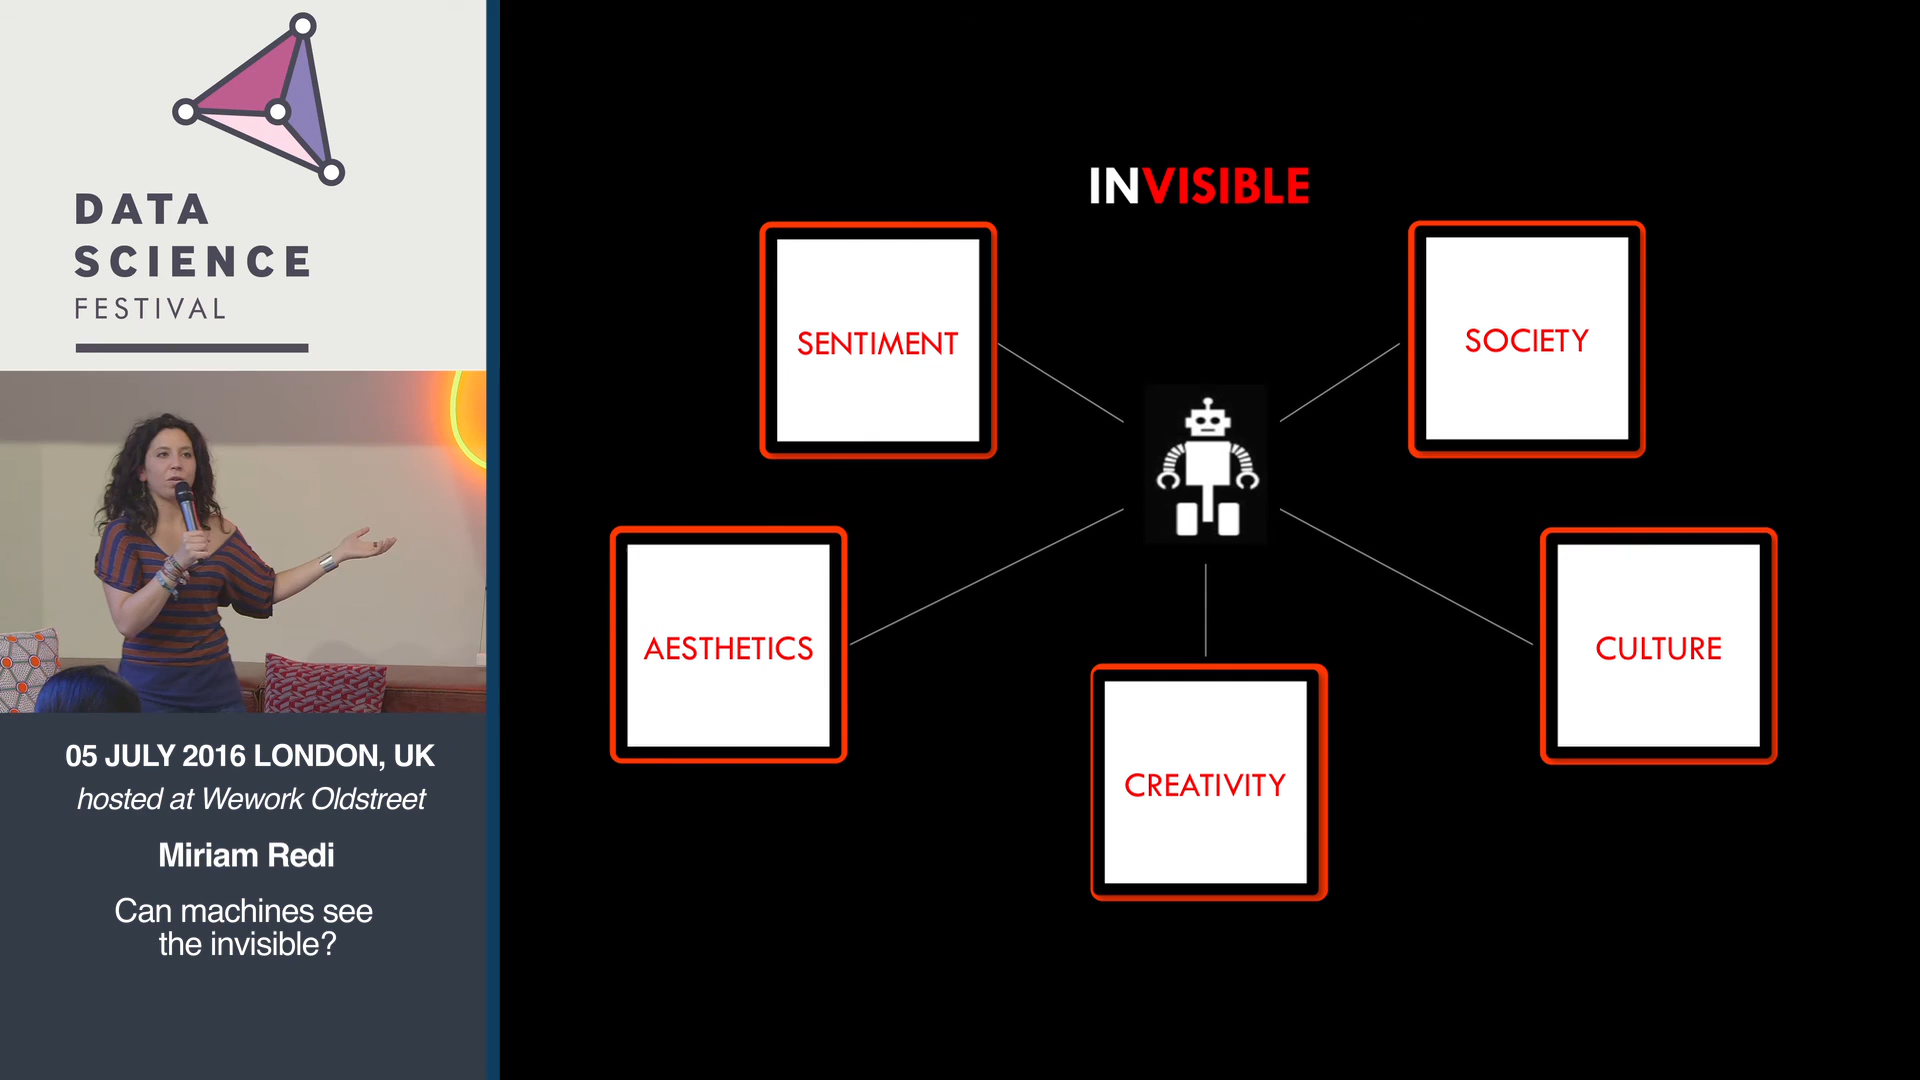 DATA
SCIENCE
FESTIVAL
05 JULY 2016 LONDON, UK
hosted at Wework Oldstreet
Miriam Redi
Can machines see
the invisible?
INVISIBLE
SENTIMENT
SOCIETY
AESTHETICS
CULTURE
CREATIVITY